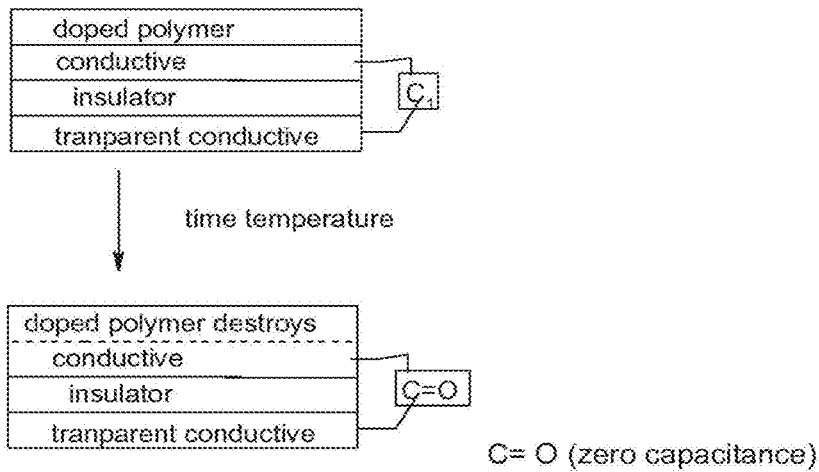 doped polymer
conductive
C1
insulator
tranparent conductive
time temperature
doped polymer destroys
conductive
C=O
insulator
tranparent conductive
C= O (zero capacitance)